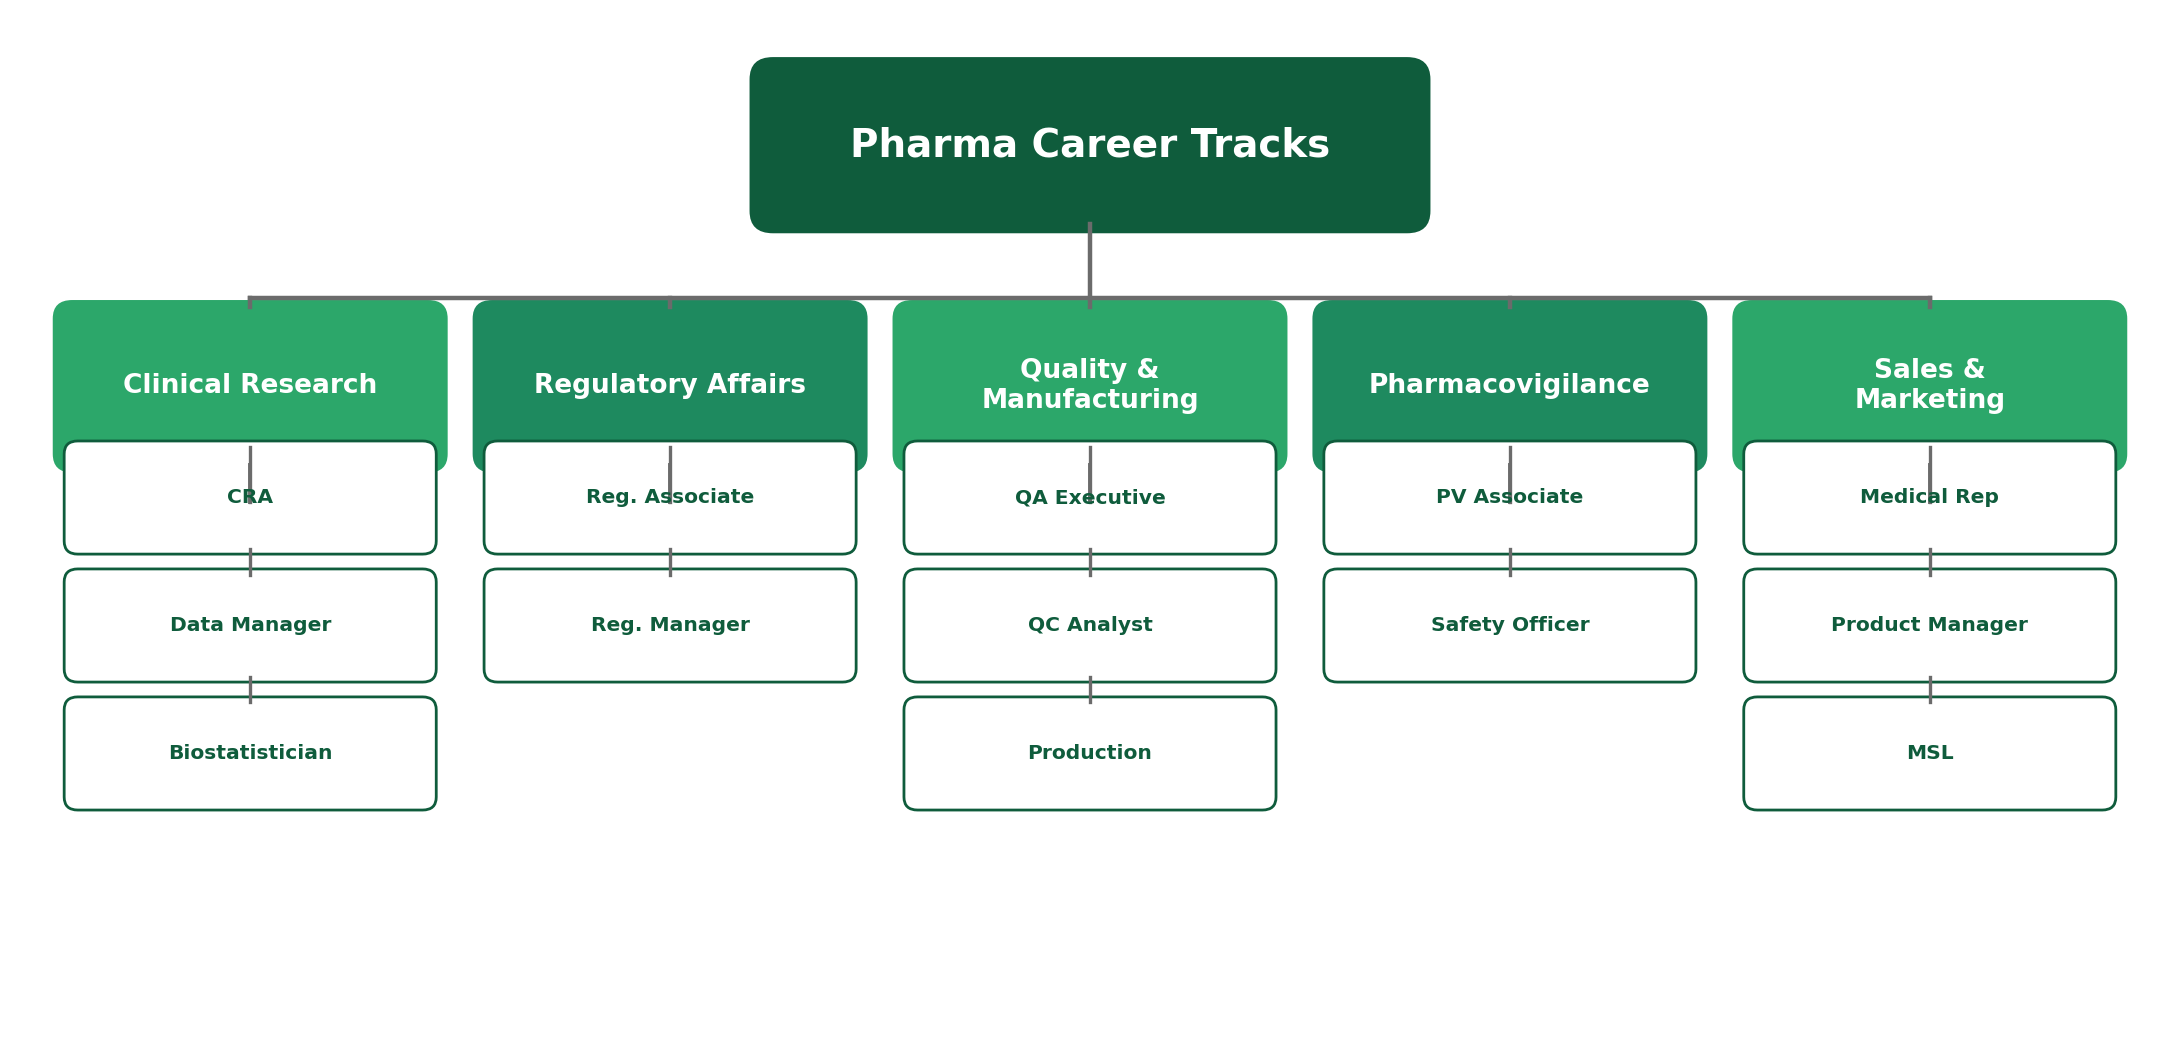 Pharma Career Tracks
Clinical Research
Regulatory Affairs
Quality &
Manufacturing
Pharmacovigilance
Sales &
Marketing
CRA
Reg. Associate
QA Executive
PV Associate
Medical Rep
Data Manager
Reg. Manager
QC Analyst
Safety Officer
Product Manager
Biostatistician
Production
MSL